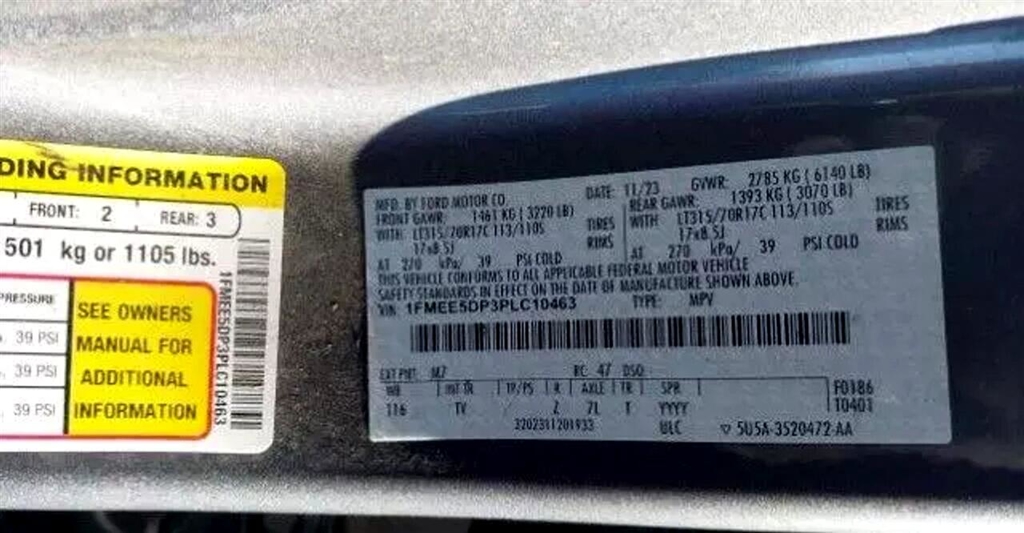 DING INFORMATION
FRONT: 2
REAR: 3
501 kg or 1105 lbs.
PRESSURE
39 PSI
39 PSI
39 PSI
SEE OWNERS
MANUAL FOR
ADDITIONAL
INFORMATION
1FMEE5DP3PLC10463
MFD. BY FORD MOTOR CO. DATE: 11/23 GVWR: 2785 KG ( 6140 LB)
FRONT GAWR: 1461 KG ( 3220 LB) REAR GAWR: 1393 KG ( 3070 LB)
WITH: LT315/70R17C 113/110S TIRES WITH LT315/70R17C 113/110S TIRES
17x8.5J RIMS 17x8.5J RIMS
AT 270 kPa/ 39 PSI COLD AT 270 kPa/ 39 PSI COLD
THIS VEHICLE CONFORMS TO ALL APPLICABLE FEDERAL MOTOR VEHICLE
SAFETY STANDARDS IN EFFECT ON THE DATE OF MANUFACTURE SHOWN ABOVE.
VIN: 1FMEE5DP3PLC10463 TYPE: MPV
EXT PNT: M7 RC: 47 DSO:
WB INT TR TP/PS R AXLE TR SPR F0186
116 TV / Z 7L T YYYY T0401
3202311201933 ULC ▽ 5U5A-3520472-AA